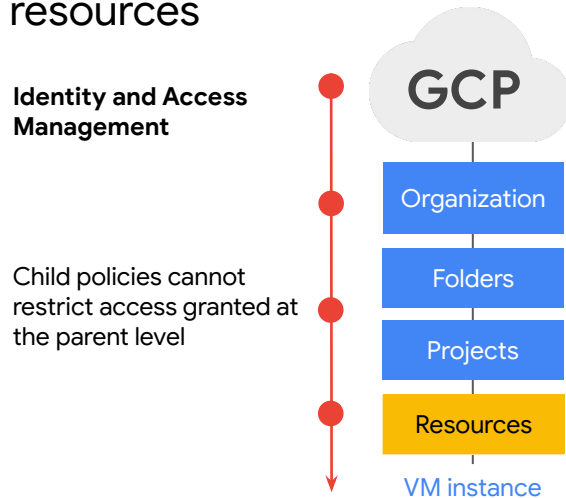 resources
Identity and Access
Management
Child policies cannot
restrict access granted at
the parent level
GCP
Organization
Folders
Projects
Resources
VM instance